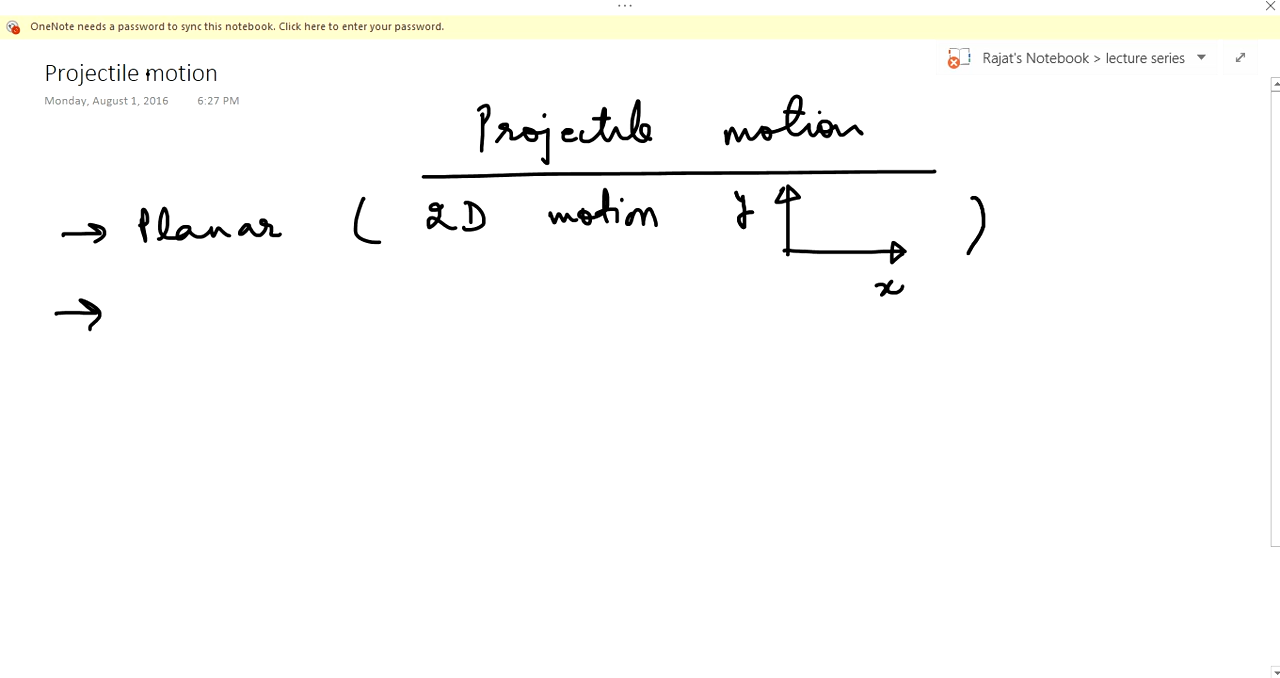 ...
OneNote needs a password to sync this notebook. Click here to enter your password.
Rajat's Notebook > lecture series
Projectile motion
Monday, August 1, 2016 6:27 PM
Projectile motion
→ Planar ( 2D motion y )
x
→